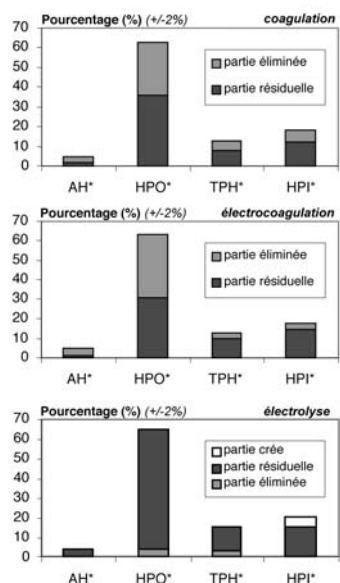 Pourcentage (%) (+/-2%) coagulation
70
60
50
40
30
20
10
0
partie éliminée
partie résiduelle
AH* HPO* TPH* HPI*
Pourcentage (%) (+/-2%) électrocoagulation
70
60
50
40
30
20
10
0
partie éliminée
partie résiduelle
AH* HPO* TPH* HPI*
Pourcentage (%) (+/-2%) électrolyse
70
60
50
40
30
20
10
0
partie crée
partie résiduelle
partie éliminée
AH* HPO* TPH* HPI*